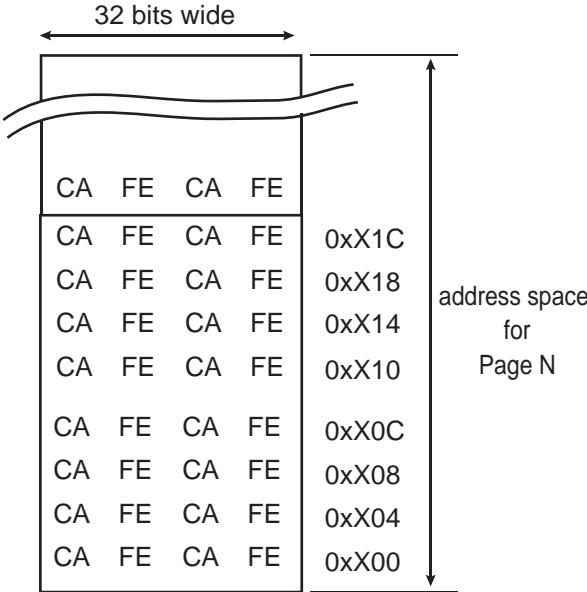 32 bits wide
CA FE CA FE
CA FE CA FE 0xX1C
CA FE CA FE 0xX18
CA FE CA FE 0xX14
CA FE CA FE 0xX10
CA FE CA FE 0xX0C
CA FE CA FE 0xX08
CA FE CA FE 0xX04
CA FE CA FE 0xX00
address space
for
Page N